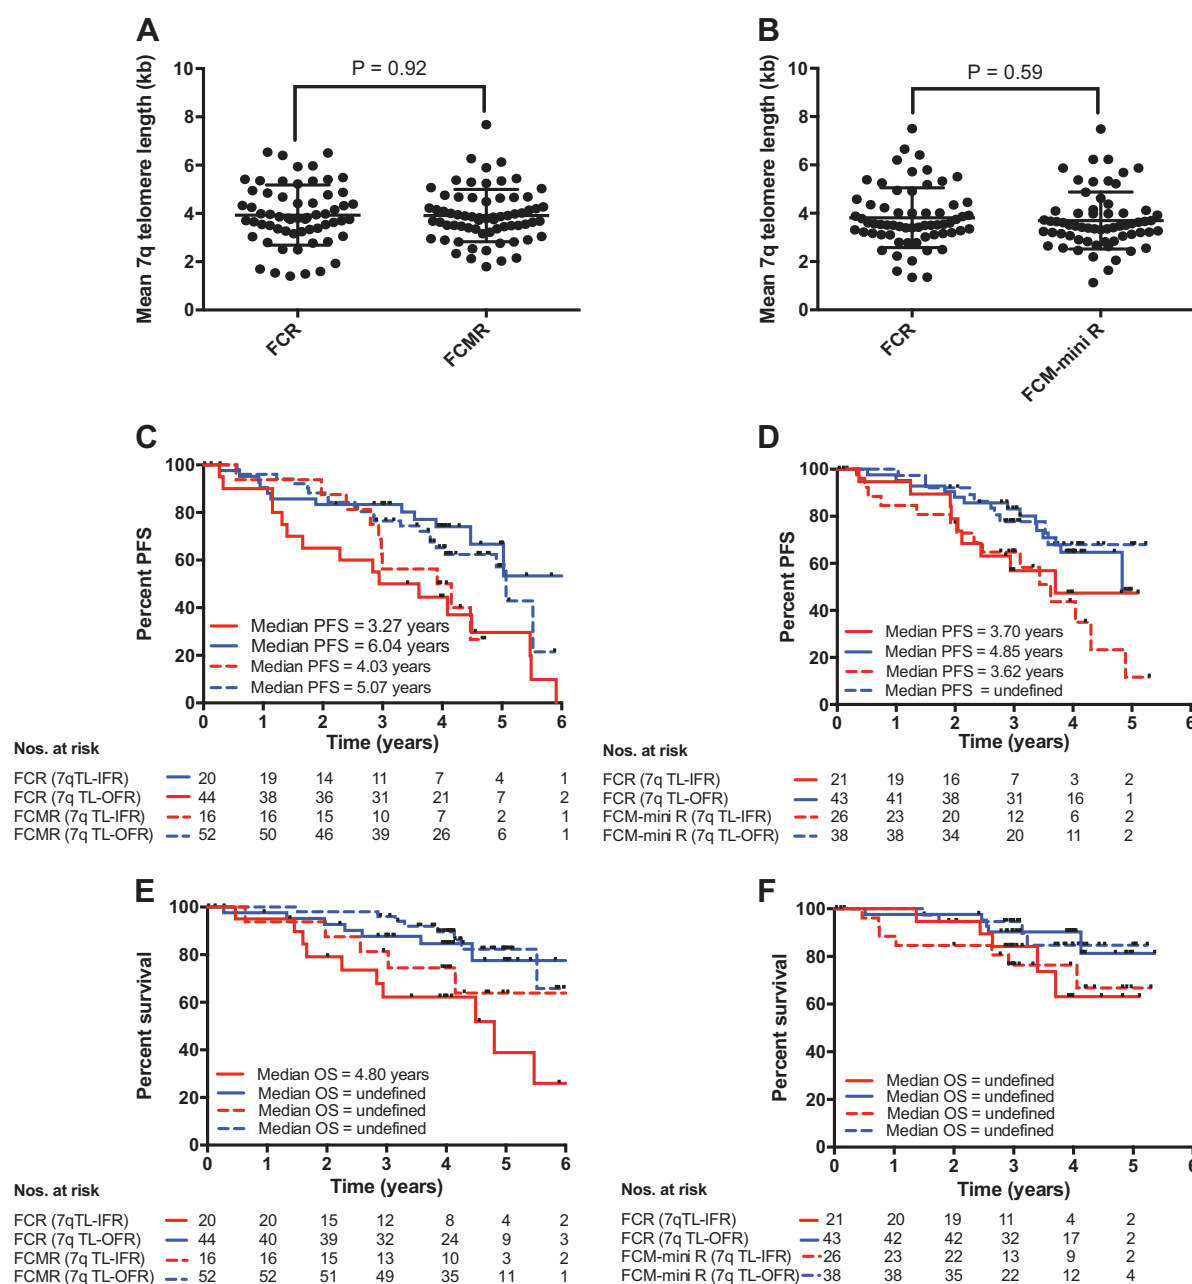 A
P = 0.92
Mean 7q telomere length (kb)
10
8
6
4
2
0
FCR
FCMR
B
P = 0.59
Mean 7q telomere length (kb)
10
8
6
4
2
0
FCR
FCM-mini R
C
Percent PFS
100
80
60
40
20
0
Median PFS = 3.27 years
Median PFS = 6.04 years
Median PFS = 4.03 years
Median PFS = 5.07 years
0 1 2 3 4 5 6
Time (years)
Nos. at risk
FCR (7qTL-IFR) 20 19 14 11 7 4 1
FCR (7q TL-OFR) 44 38 36 31 21 7 2
FCMR (7q TL-IFR) 16 16 15 10 7 2 1
FCMR (7q TL-OFR) 52 50 46 39 26 6 1
D
Percent PFS
100
80
60
40
20
0
Median PFS = 3.70 years
Median PFS = 4.85 years
Median PFS = 3.62 years
Median PFS = undefined
0 1 2 3 4 5 6
Time (years)
Nos. at risk
FCR (7q TL-IFR) 21 19 16 7 3 2
FCR (7q TL-OFR) 43 41 38 31 16 1
FCM-mini R (7q TL-IFR) 26 23 20 12 6 2
FCM-mini R (7q TL-OFR) 38 38 34 20 11 2
E
Percent survival
100
80
60
40
20
0
Median OS = 4.80 years
Median OS = undefined
Median OS = undefined
Median OS = undefined
0 1 2 3 4 5 6
Time (years)
Nos. at risk
FCR (7qTL-IFR) 20 20 15 12 8 4 2
FCR (7q TL-OFR) 44 40 39 32 24 9 3
FCMR (7q TL-IFR) 16 16 15 13 10 3 2
FCMR (7q TL-OFR) 52 52 51 49 35 11 1
F
Percent survival
100
80
60
40
20
0
Median OS = undefined
Median OS = undefined
Median OS = undefined
Median OS = undefined
0 1 2 3 4 5 6
Time (years)
Nos. at risk
FCR (7qTL-IFR) 21 20 19 11 4 2
FCR (7q TL-OFR) 43 42 42 32 17 2
FCM-mini R (7q TL-IFR) 26 23 22 13 9 2
FCM-mini R (7q TL-OFR) 38 38 35 22 12 4